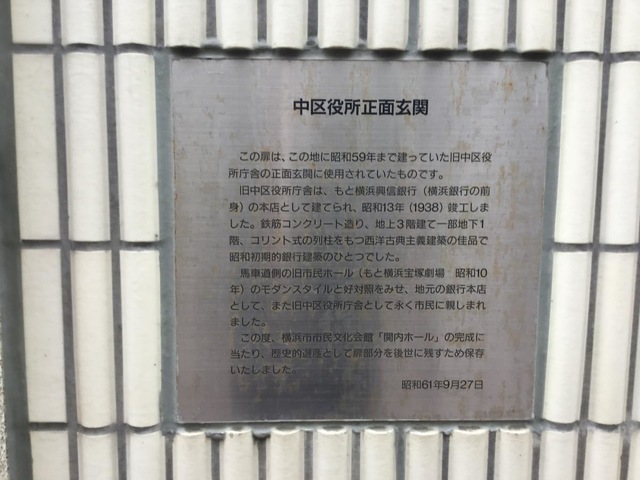 中区役所正面玄関
この扉は、この地に昭和59年まで建っていた旧中区役
所庁舎の正面玄関に使用されていたものです。
旧中区役所庁舎は、もと横浜興信銀行（横浜銀行の前
身）の本店として建てられ、昭和13年（1938）竣工しま
した。鉄筋コンクリート造り、地上3階建て一部地下1
階、コリント式の列柱をもつ西洋古典主義建築の佳品で
昭和初期的銀行建築のひとつでした。
馬車道側の旧市民ホール（もと横浜宝塚劇場　昭和10
年）のモダンスタイルと好対照をみせ、地元の銀行本店
として、また旧中区役所庁舎として永く市民に親しまれ
ました。
この度、横浜市市民文化会館「関内ホール」の完成に
当たり、歴史的遺産として扉部分を後世に残すため保存
いたしました。
昭和61年9月27日